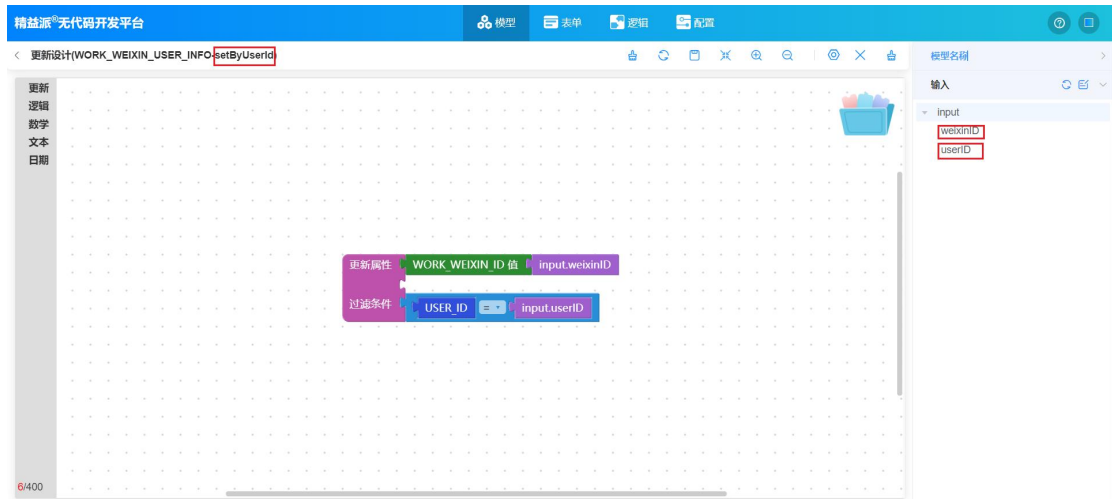 精益派®无代码开发平台 模型 表单 逻辑 配置
更新设计(WORK_WEIXIN_USER_INFO-setByUserId)
模型名称
更新
逻辑
数学
文本
日期
输入
input
weixinID
userID
更新属性 WORK_WEIXIN_ID 值 input.weixinID
过滤条件 USER_ID = input.userID
6/400